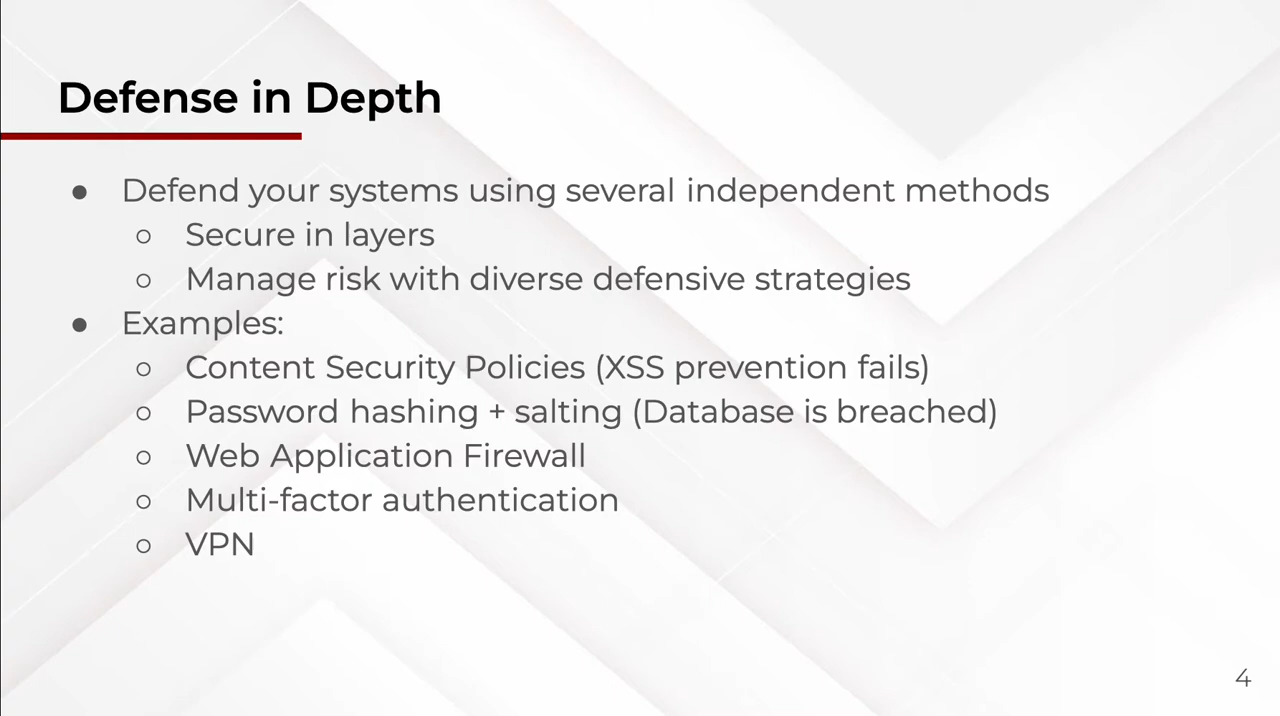 Defense in Depth
● Defend your systems using several independent methods
○ Secure in layers
○ Manage risk with diverse defensive strategies
● Examples:
○ Content Security Policies (XSS prevention fails)
○ Password hashing + salting (Database is breached)
○ Web Application Firewall
○ Multi-factor authentication
○ VPN
4